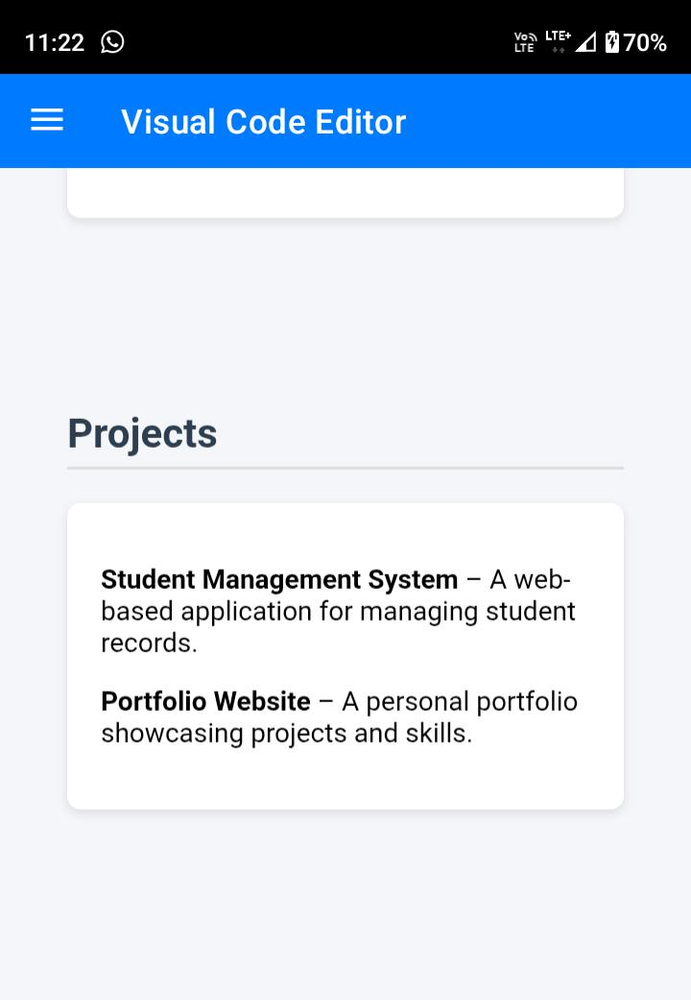 11:22 Vo LTE LTE+ 70%
Visual Code Editor
Projects
Student Management System – A web-
based application for managing student
records.
Portfolio Website – A personal portfolio
showcasing projects and skills.